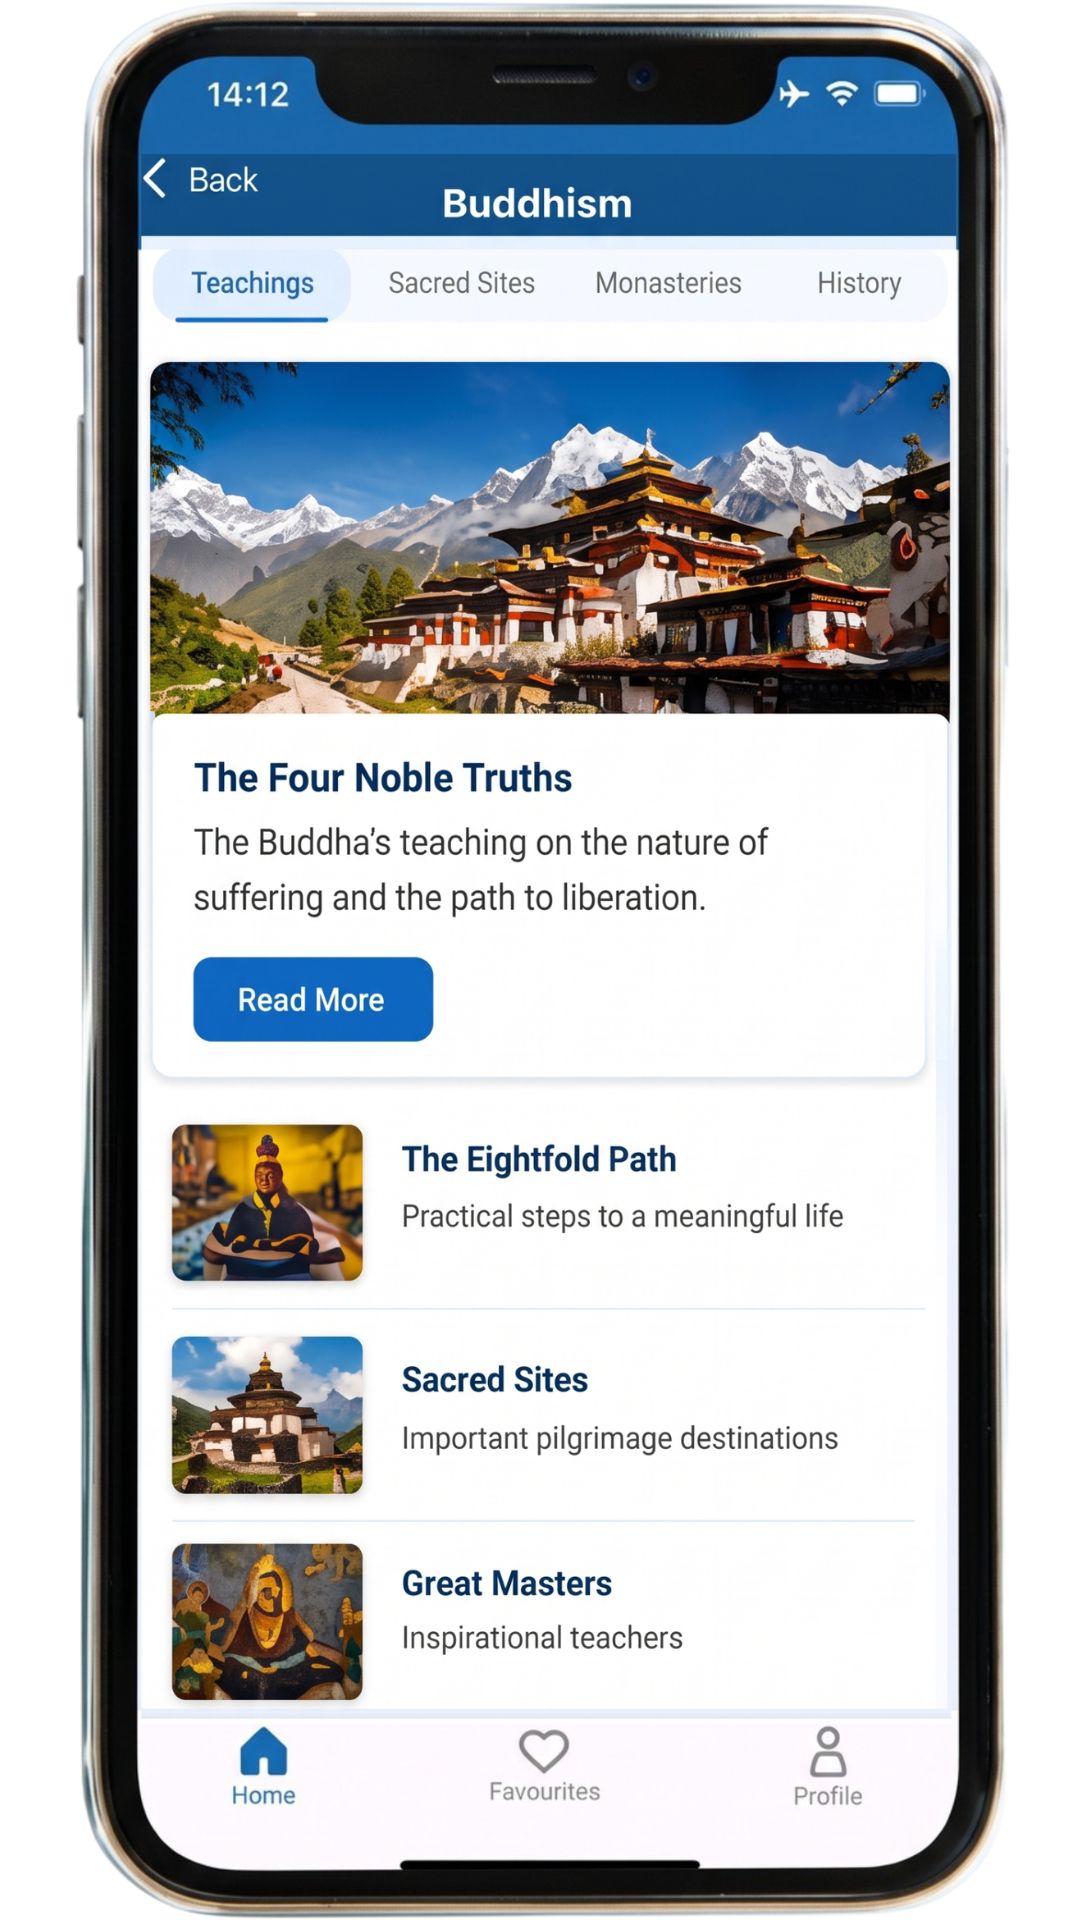 14:12
Back
Buddhism
Teachings Sacred Sites Monasteries History
The Four Noble Truths
The Buddha’s teaching on the nature of
suffering and the path to liberation.
Read More
The Eightfold Path
Practical steps to a meaningful life
Sacred Sites
Important pilgrimage destinations
Great Masters
Inspirational teachers
Home Favourites Profile